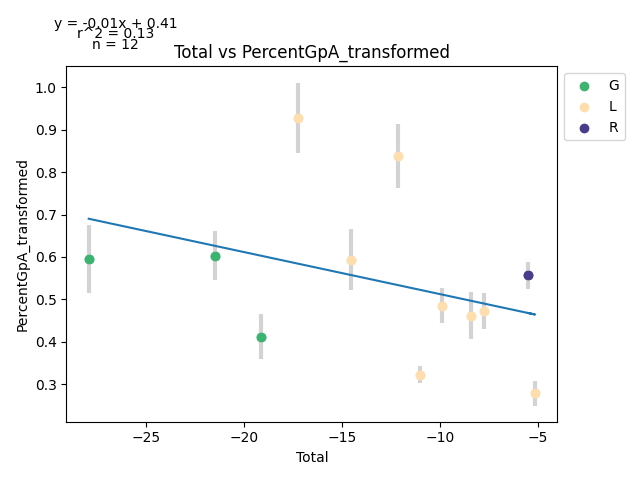 y = -0.01x + 0.41
r^2 = 0.13
n = 12
Total vs PercentGpA_transformed
1.0
0.9
0.8
0.7
0.6
0.5
0.4
0.3
PercentGpA_transformed
−25
−20
−15
−10
−5
Total
G
L
R